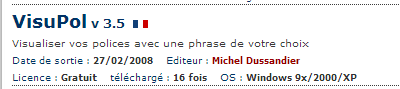 VisuPol v 3.5
Visualiser vos polices avec une phrase de votre choix
Date de sortie : 27/02/2008 Editeur : Michel Dussandier
Licence : Gratuit téléchargé : 16 fois OS : Windows 9x/2000/XP